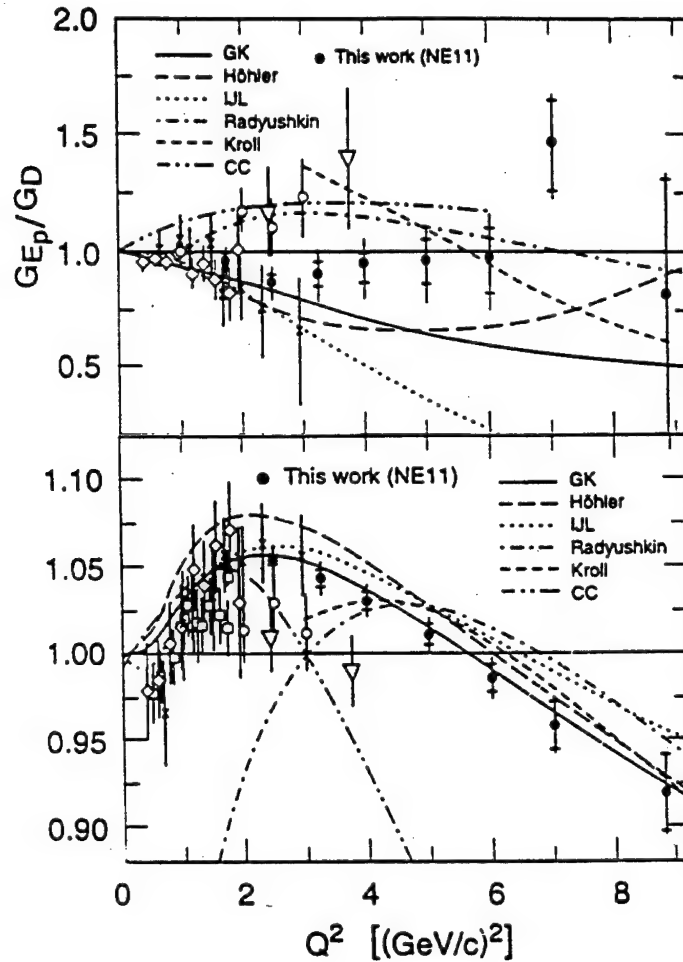 2.0
GK
Höhler
IJL
Radyushkin
Kroll
CC
This work (NE11)
1.5
1.0
0.5
GEp/GD
This work (NE11)
GK
Höhler
IJL
Radyushkin
Kroll
CC
1.10
1.05
1.00
0.95
0.90
0 2 4 6 8
Q² [(GeV/c)²]